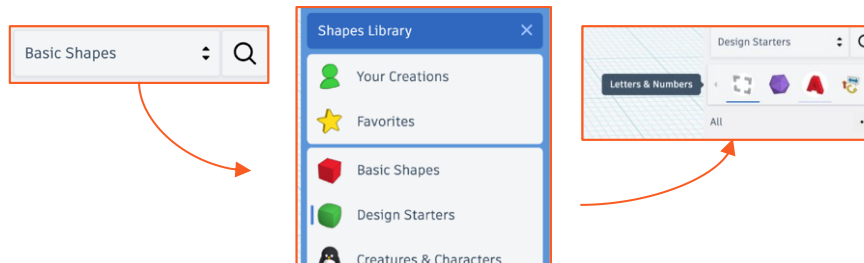 Basic Shapes
Shapes Library
Your Creations
Favorites
Basic Shapes
Design Starters
Creatures & Characters
Design Starters
Letters & Numbers
All